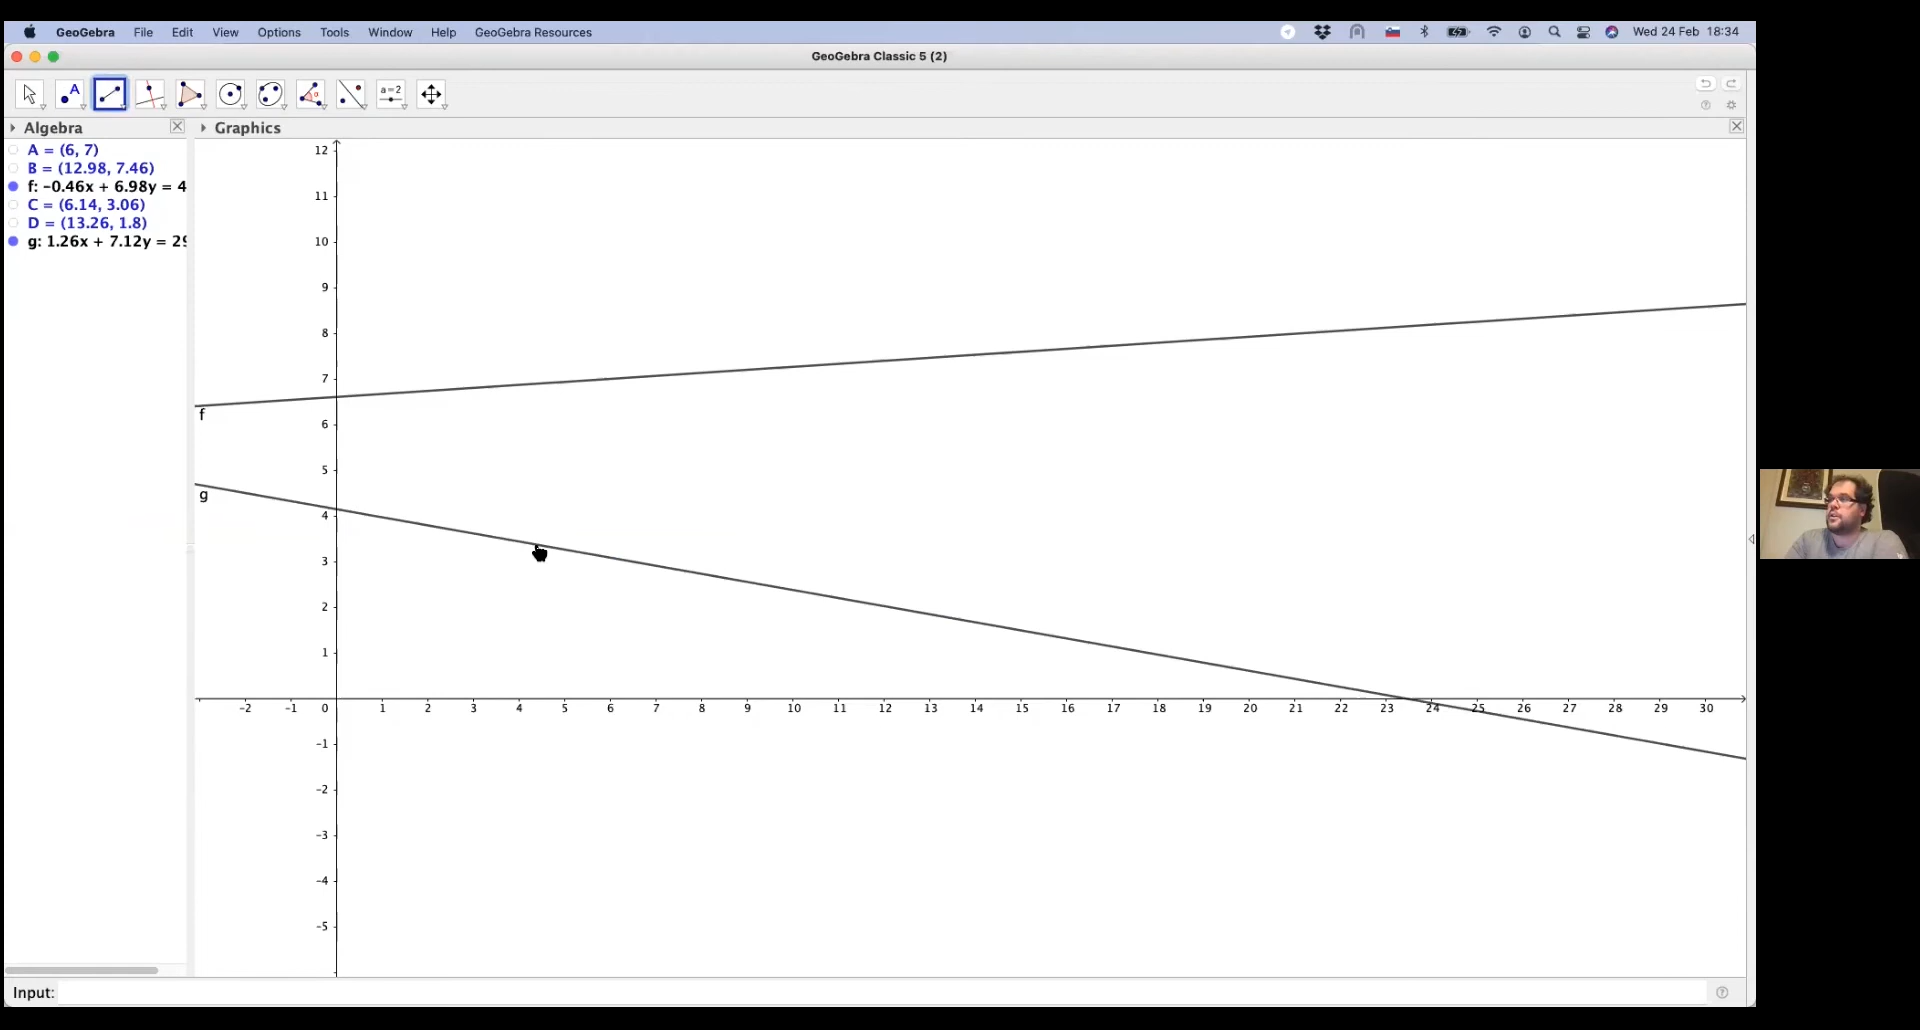 GeoGebra File Edit View Options Tools Window Help GeoGebra Resources Wed 24 Feb 18:34
GeoGebra Classic 5 (2)
A a=2
Algebra Graphics
A = (6, 7)
B = (12.98, 7.46)
f: -0.46x + 6.98y = 4
C = (6.14, 3.06)
D = (13.26, 1.8)
g: 1.26x + 7.12y = 29
12
11
10
9
8
7
6
f
5
g
4
3
2
1
-2 -1 0 1 2 3 4 5 6 7 8 9 10 11 12 13 14 15 16 17 18 19 20 21 22 23 24 25 26 27 28 29 30
-1
-2
-3
-4
-5
Input: